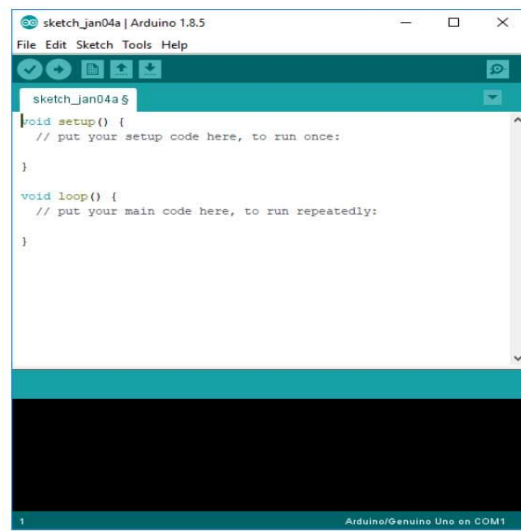 sketch_jan04a | Arduino 1.8.5
File Edit Sketch Tools Help
sketch_jan04a §
void setup() {
// put your setup code here, to run once:
}
void loop() {
// put your main code here, to run repeatedly:
}
1 Arduino/Genuino Uno on COM1